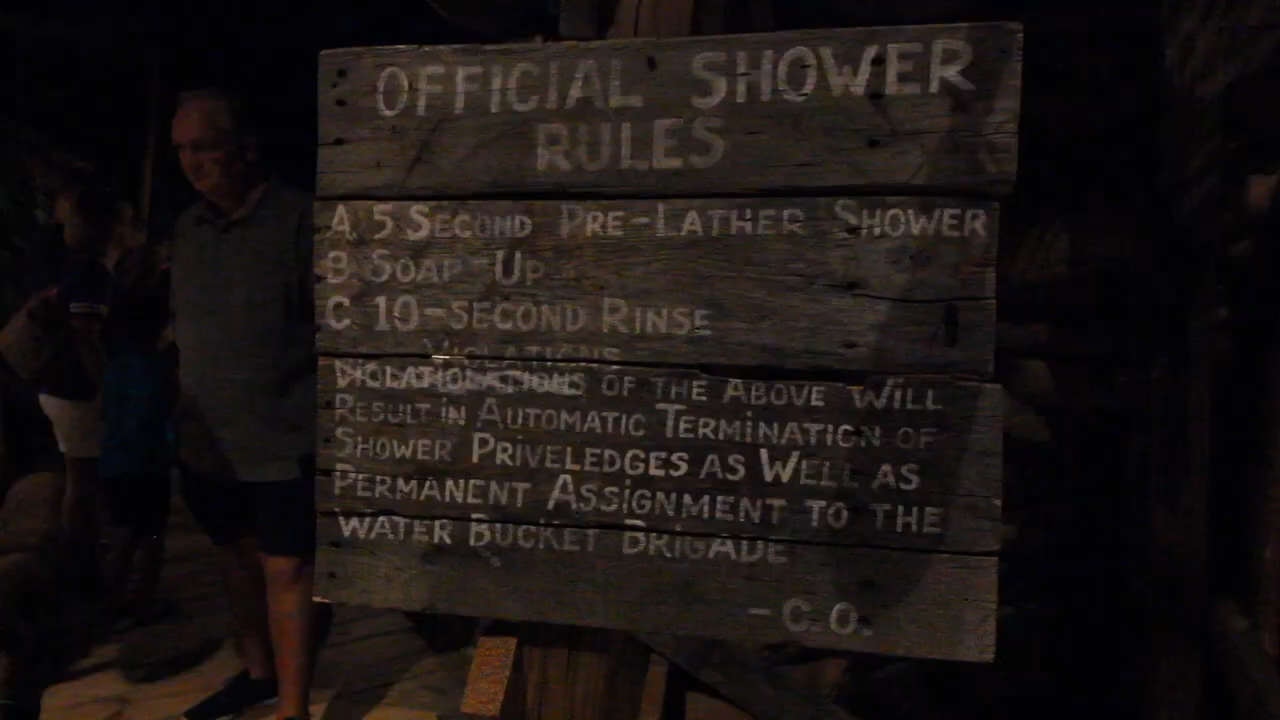 OFFICIAL SHOWER
RULES
A. 5 SECOND PRE-LATHER SHOWER
B. SOAP UP
C. 10-SECOND RINSE
VIOLATIONS
OF THE ABOVE WILL
RESULT IN AUTOMATIC TERMINATION OF
SHOWER PRIVELEDGES AS WELL AS
PERMANENT ASSIGNMENT TO THE
WATER BUCKET BRIGADE
-C.O.